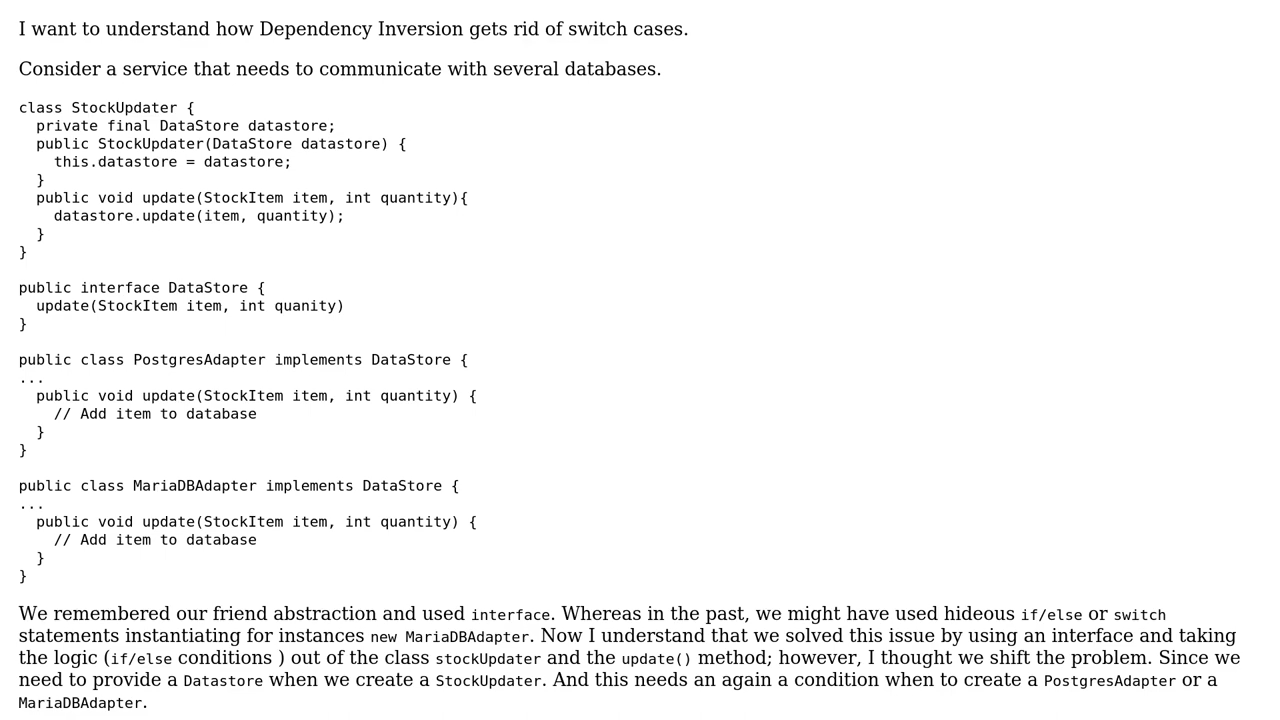 I want to understand how Dependency Inversion gets rid of switch cases.
Consider a service that needs to communicate with several databases.
class StockUpdater {
  private final DataStore datastore;
  public StockUpdater(DataStore datastore) {
    this.datastore = datastore;
  }
  public void update(StockItem item, int quantity){
    datastore.update(item, quantity);
  }
}

public interface DataStore {
  update(StockItem item, int quanity)
}

public class PostgresAdapter implements DataStore {
...
  public void update(StockItem item, int quantity) {
    // Add item to database
  }
}

public class MariaDBAdapter implements DataStore {
...
  public void update(StockItem item, int quantity) {
    // Add item to database
  }
}
We remembered our friend abstraction and used interface. Whereas in the past, we might have used hideous if/else or switch
statements instantiating for instances new MariaDBAdapter. Now I understand that we solved this issue by using an interface and taking
the logic (if/else conditions ) out of the class stockUpdater and the update() method; however, I thought we shift the problem. Since we
need to provide a Datastore when we create a StockUpdater. And this needs an again a condition when to create a PostgresAdapter or a
MariaDBAdapter.